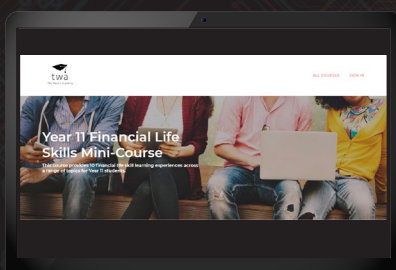 twa
ALL COURSES SIGN IN
Year 11 Financial Life
Skills Mini-Course
This course provides 10 financial life skill learning experiences across
a range of topics for Year 11 students.